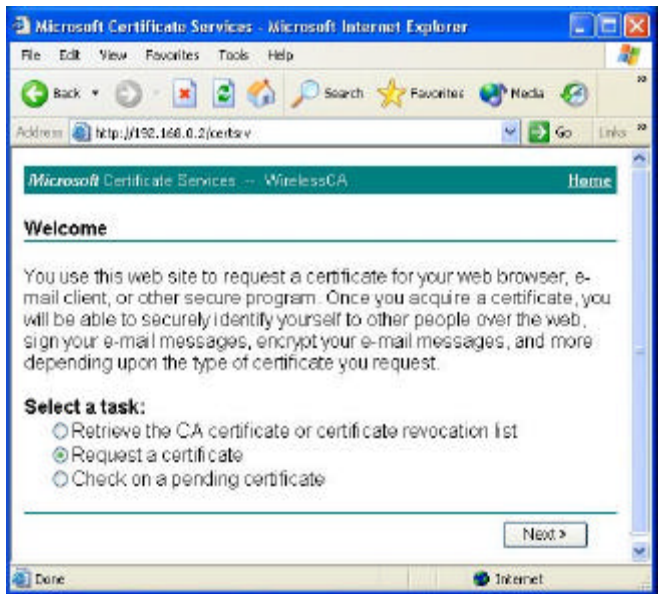 Microsoft Certificate Services - Microsoft Internet Explorer
File Edit View Favorites Tools Help
Back Search Favorites Media
Address http://192.168.0.2/certsrv Go Links
Microsoft Certificate Services -- WirelessCA Home
Welcome
You use this web site to request a certificate for your web browser, e-
mail client, or other secure program. Once you acquire a certificate, you
will be able to securely identify yourself to other people over the web,
sign your e-mail messages, encrypt your e-mail messages, and more
depending upon the type of certificate you request.
Select a task:
Retrieve the CA certificate or certificate revocation list
Request a certificate
Check on a pending certificate
Next >
Done Internet